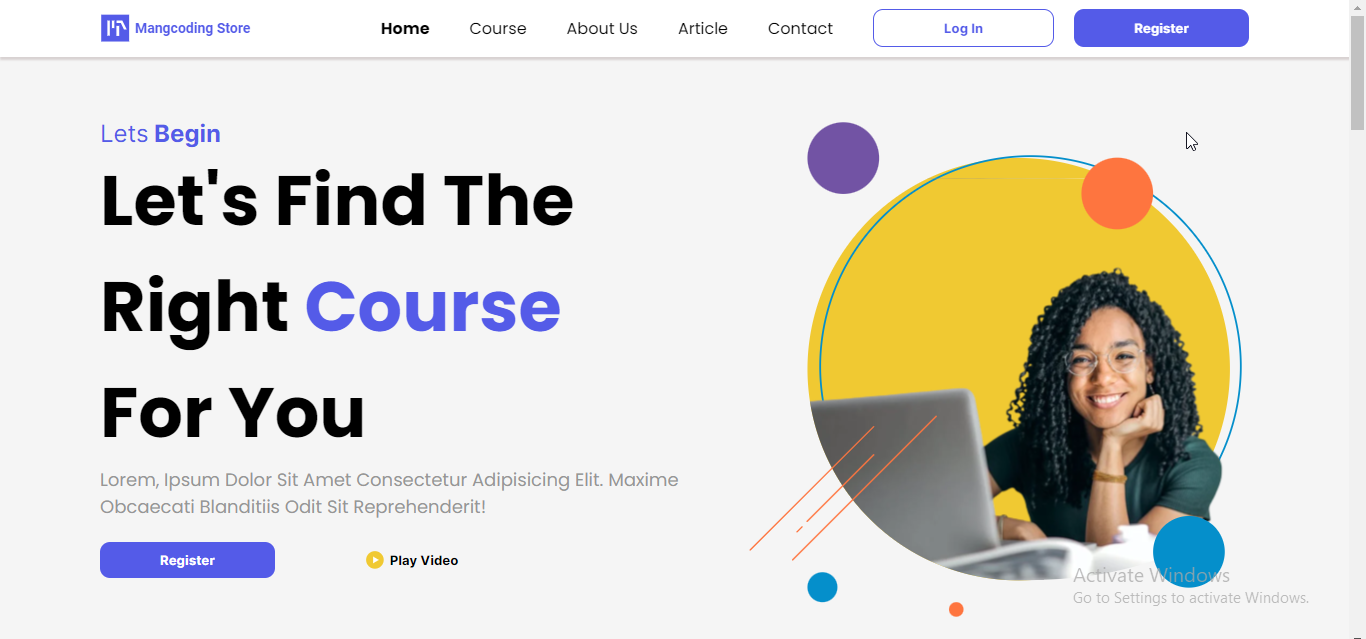 Mangcoding Store
Home Course About Us Article Contact Log In Register
Lets Begin
Let's Find The
Right Course
For You
Lorem, Ipsum Dolor Sit Amet Consectetur Adipisicing Elit. Maxime
Obcaecati Blanditiis Odit Sit Reprehenderit!
Register
Play Video
Activate Windows
Go to Settings to activate Windows.